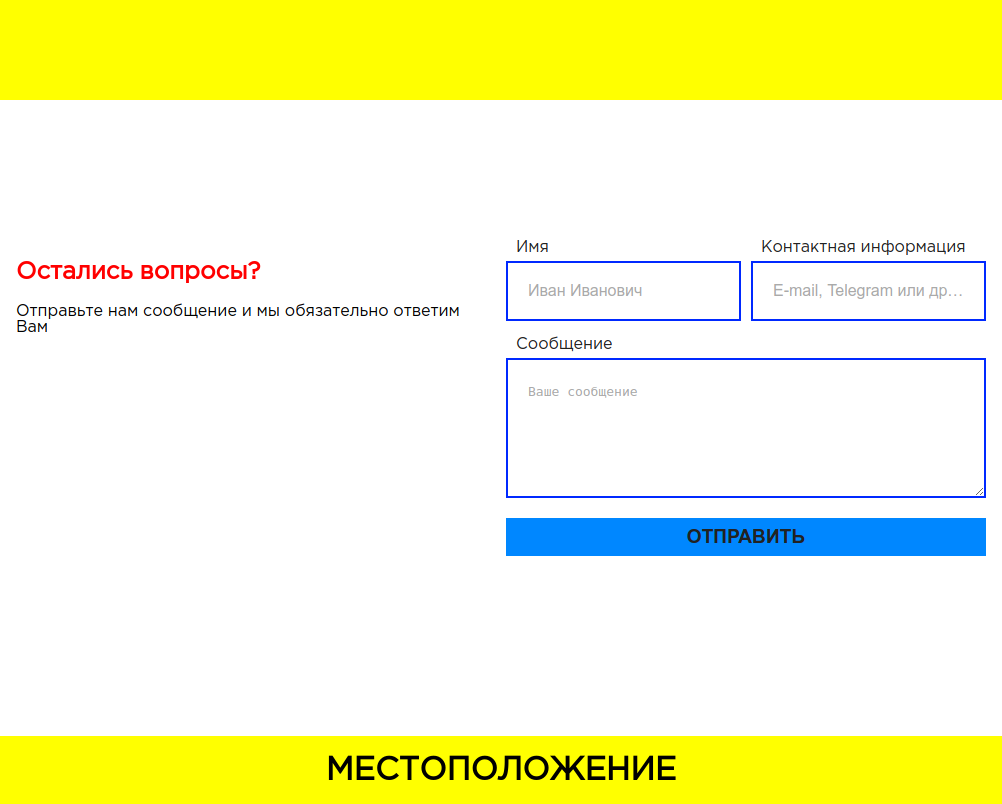 Остались вопросы?
Отправьте нам сообщение и мы обязательно ответим
Вам
Имя
Контактная информация
Иван Иванович
E-mail, Telegram или др…
Сообщение
Ваше сообщение
ОТПРАВИТЬ
МЕСТОПОЛОЖЕНИЕ